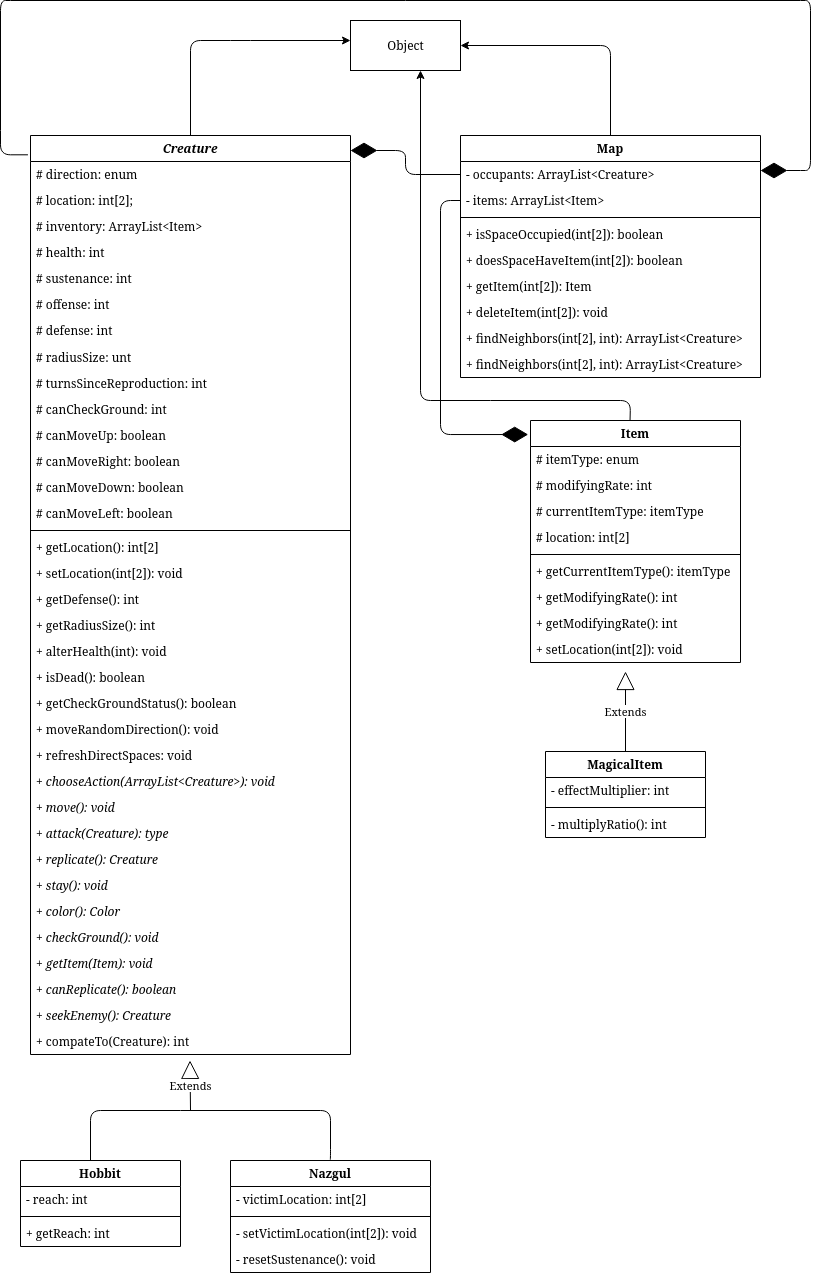 Object
Creature
# direction: enum
# location: int[2];
# inventory: ArrayList<Item>
# health: int
# sustenance: int
# offense: int
# defense: int
# radiusSize: unt
# turnsSinceReproduction: int
# canCheckGround: int
# canMoveUp: boolean
# canMoveRight: boolean
# canMoveDown: boolean
# canMoveLeft: boolean
+ getLocation(): int[2]
+ setLocation(int[2]): void
+ getDefense(): int
+ getRadiusSize(): int
+ alterHealth(int): void
+ isDead(): boolean
+ getCheckGroundStatus(): boolean
+ moveRandomDirection(): void
+ refreshDirectSpaces: void
+ chooseAction(ArrayList<Creature>): void
+ move(): void
+ attack(Creature): type
+ replicate(): Creature
+ stay(): void
+ color(): Color
+ checkGround(): void
+ getItem(Item): void
+ canReplicate(): boolean
+ seekEnemy(): Creature
+ compateTo(Creature): int
Map
- occupants: ArrayList<Creature>
- items: ArrayList<Item>
+ isSpaceOccupied(int[2]): boolean
+ doesSpaceHaveItem(int[2]): boolean
+ getItem(int[2]): Item
+ deleteItem(int[2]): void
+ findNeighbors(int[2], int): ArrayList<Creature>
+ findNeighbors(int[2], int): ArrayList<Creature>
Item
# itemType: enum
# modifyingRate: int
# currentItemType: itemType
# location: int[2]
+ getCurrentItemType(): itemType
+ getModifyingRate(): int
+ getModifyingRate(): int
+ setLocation(int[2]): void
Extends
MagicalItem
- effectMultiplier: int
- multiplyRatio(): int
Extends
Hobbit
- reach: int
+ getReach: int
Nazgul
- victimLocation: int[2]
- setVictimLocation(int[2]): void
- resetSustenance(): void